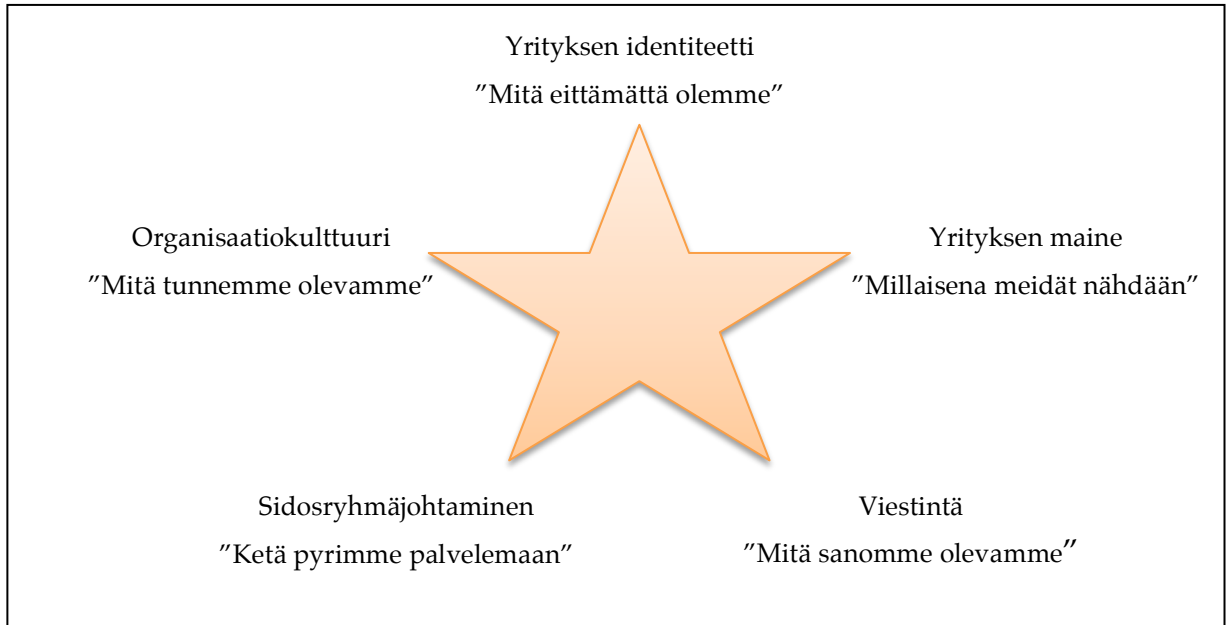 Yrityksen identiteetti
”Mitä eittämättä olemme”
Organisaatiokulttuuri
”Mitä tunnemme olevamme”
Yrityksen maine
”Millaisena meidät nähdään”
Sidosryhmäjohtaminen
”Ketä pyrimme palvelemaan”
Viestintä
”Mitä sanomme olevamme”